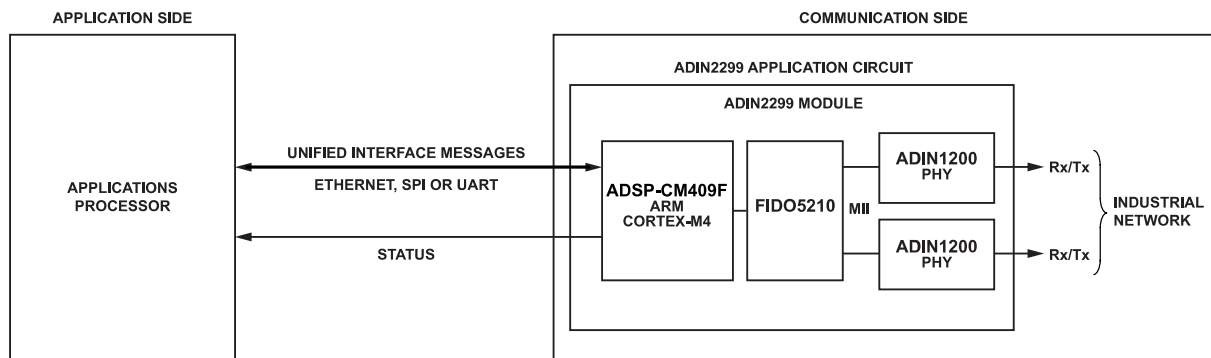 APPLICATION SIDE
COMMUNICATION SIDE
ADIN2299 APPLICATION CIRCUIT
ADIN2299 MODULE
APPLICATIONS
PROCESSOR
UNIFIED INTERFACE MESSAGES
ETHERNET, SPI OR UART
STATUS
ADSP-CM409F
ARM
CORTEX-M4
FIDO5210
MII
ADIN1200
PHY
ADIN1200
PHY
Rx/Tx
Rx/Tx
INDUSTRIAL
NETWORK